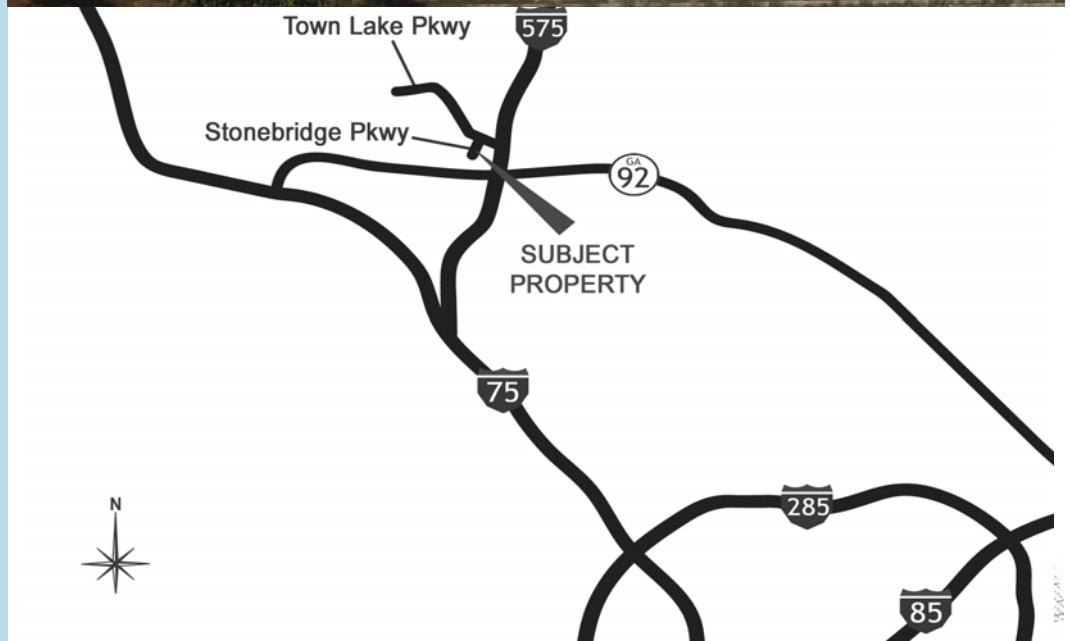 Town Lake Pkwy
575
Stonebridge Pkwy
GA
92
SUBJECT
PROPERTY
75
N
285
85